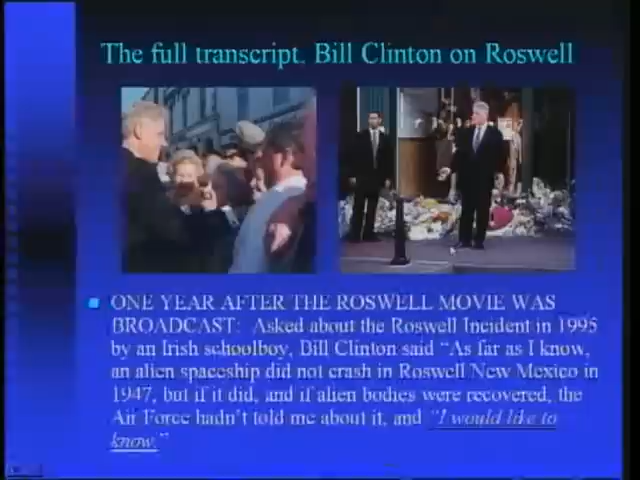 The full transcript. Bill Clinton on Roswell
ONE YEAR AFTER THE ROSWELL MOVIE WAS
BROADCAST: Asked about the Roswell Incident in 1995
by an Irish schoolboy, Bill Clinton said “As far as I know,
an alien spaceship did not crash in Roswell New Mexico in
1947, but if it did, and if alien bodies were recovered, the
Air Force hadn't told me about it, and “I would like to
know.”